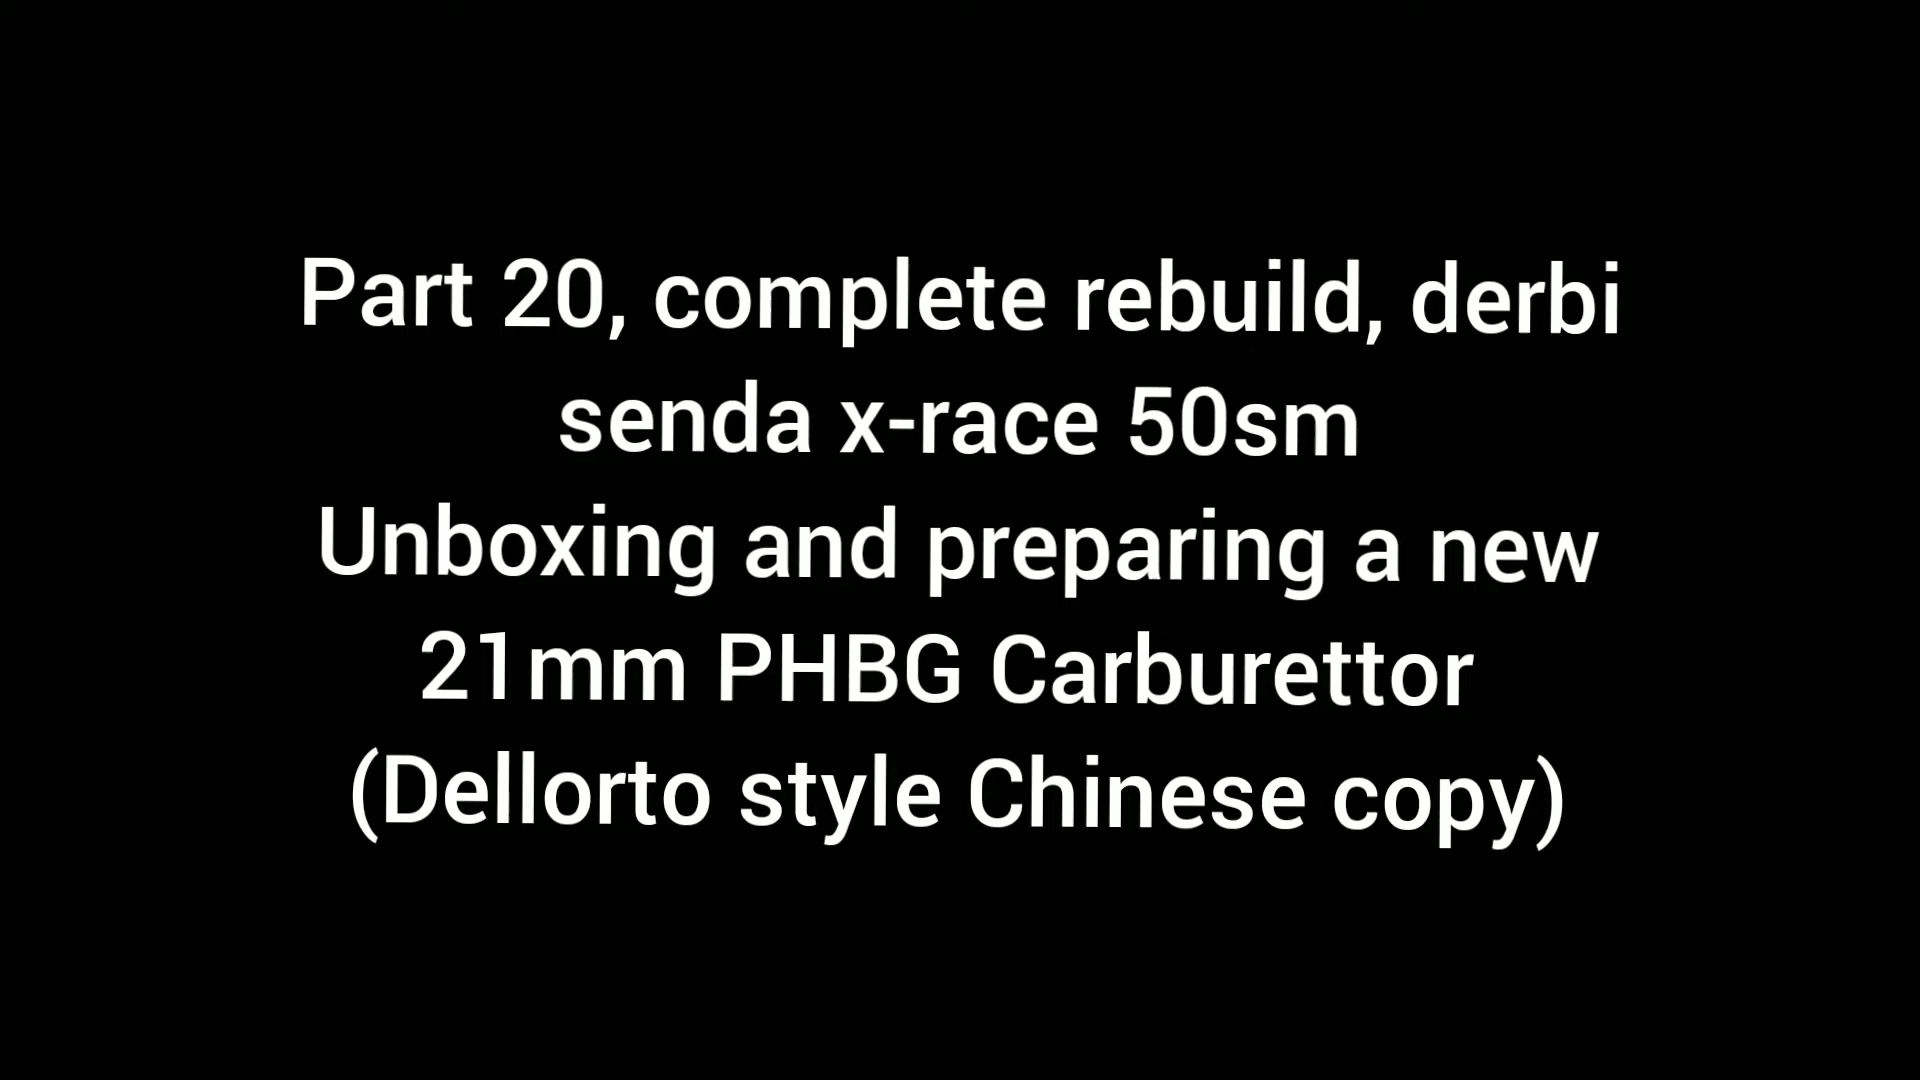 Part 20, complete rebuild, derbi
senda x-race 50sm
Unboxing and preparing a new
21mm PHBG Carburettor
(Dellorto style Chinese copy)